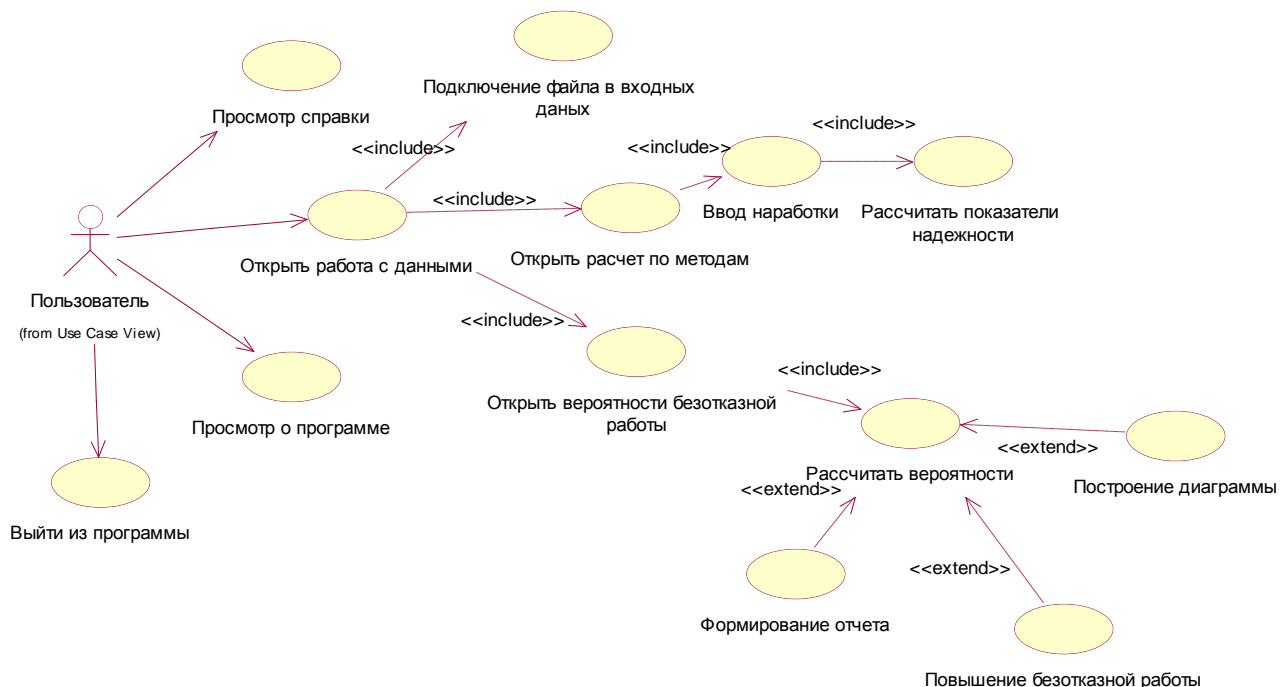 Подключение файла в входных
даных
Просмотр справки
<<include>>
<<include>>
<<include>>
<<include>>
Ввод наработки
Рассчитать показатели
надежности
Открыть работа с данными
Открыть расчет по методам
Пользователь
(from Use Case View)
<<include>>
<<include>>
Открыть вероятности безотказной
работы
Просмотр о программе
<<extend>>
Рассчитать вероятности
Построение диаграммы
<<extend>>
Выйти из программы
<<extend>>
Формирование отчета
Повышение безотказной работы